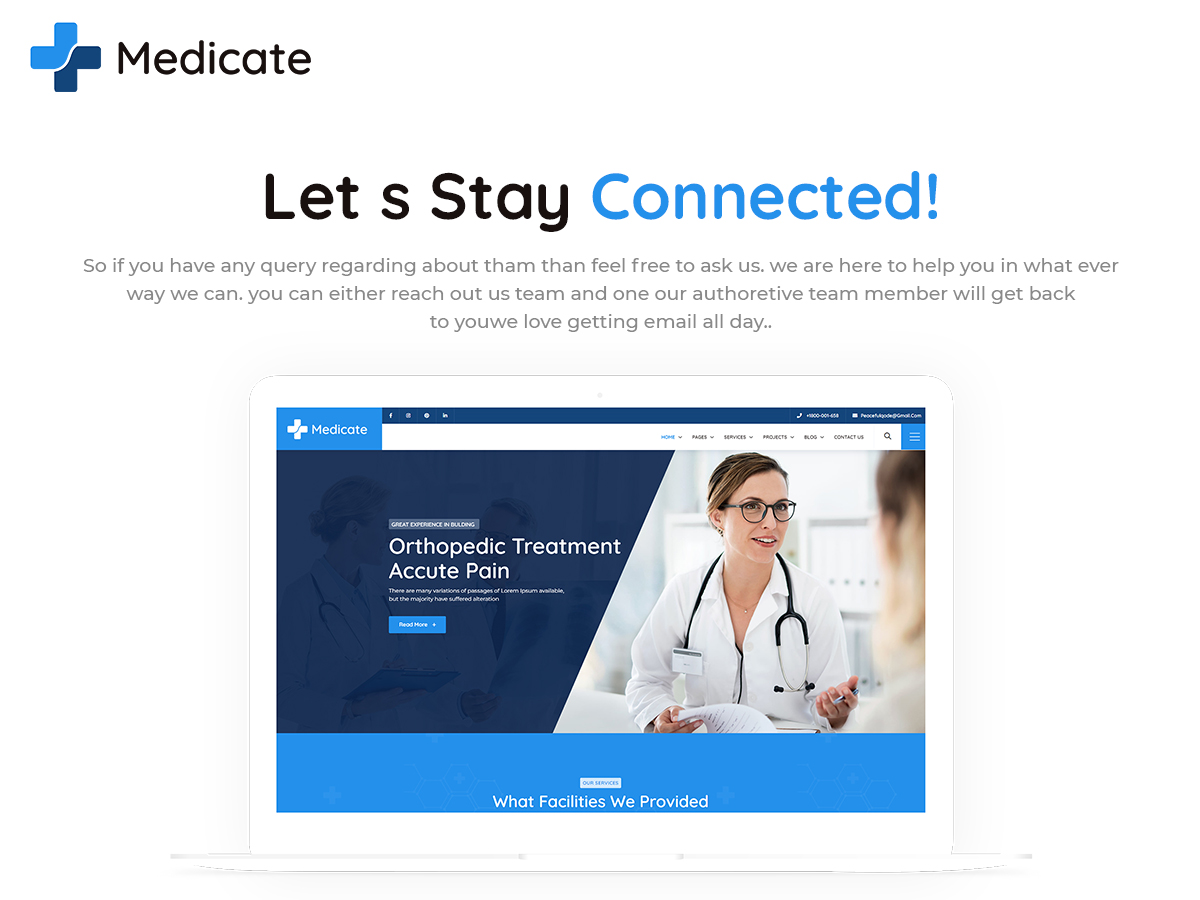 Medicate
Let s Stay Connected!
So if you have any query regarding about tham than feel free to ask us. we are here to help you in what ever
way we can. you can either reach out us team and one our authoretive team member will get back
to youwe love getting email all day..
+1800-001-658 Peacefulqode@Gmail.Com
Medicate
HOME PAGES SERVICES PROJECTS BLOG CONTACT US
GREAT EXPERIENCE IN BULDING
Orthopedic Treatment
Accute Pain
There are many variations of passages of Lorem Ipsum available,
but the majority have suffered alteration
Read More +
OUR SERVICES
What Facilities We Provided